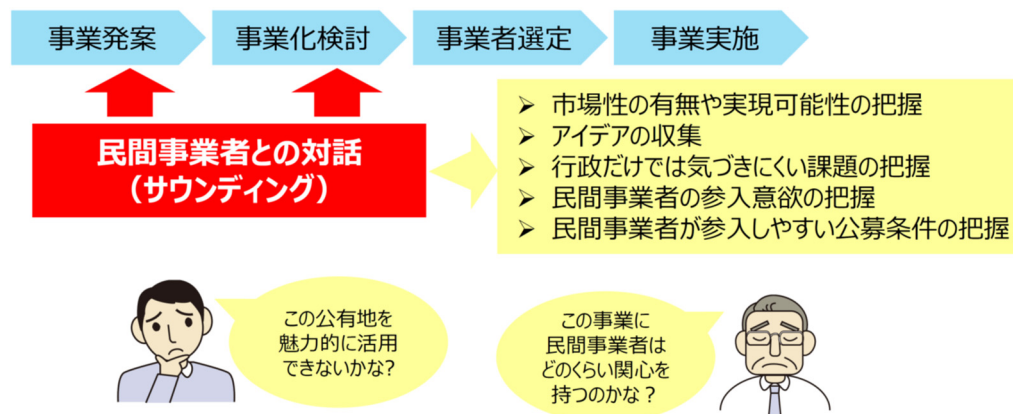 事業発案
事業化検討
事業者選定
事業実施
民間事業者との対話
（サウンディング）
➢ 市場性の有無や実現可能性の把握
➢ アイデアの収集
➢ 行政だけでは気づきにくい課題の把握
➢ 民間事業者の参入意欲の把握
➢ 民間事業者が参入しやすい公募条件の把握
この公有地を
魅力的に活用
できないかな?
この事業に
民間事業者は
どのくらい関心を
持つのかな？